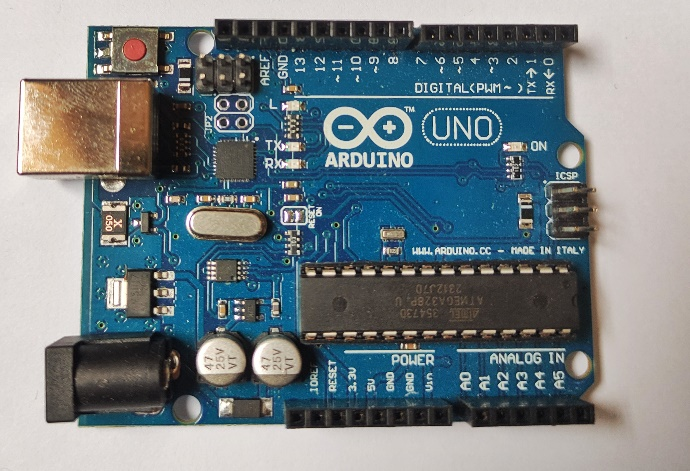 AREF
GND
13
12
~11
~10
~9
8
7
~6
~5
4
~3
2
TX→1
RX←0
DIGITAL(PWM~)
JP2
L
TX
RX
™
ARDUINO
UNO
ON
ICSP
RESET
ON
X
050
WWW.ARDUINO.CC - MADE IN ITALY
ATMEL
35473D
ATMEGA328P.U
2312J70
47
25V
VT
47
25V
VT
POWER
ANALOG IN
IOREF
RESET
3.3V
5V
GND
GND
Vin
A0
A1
A2
A3
A4
A5